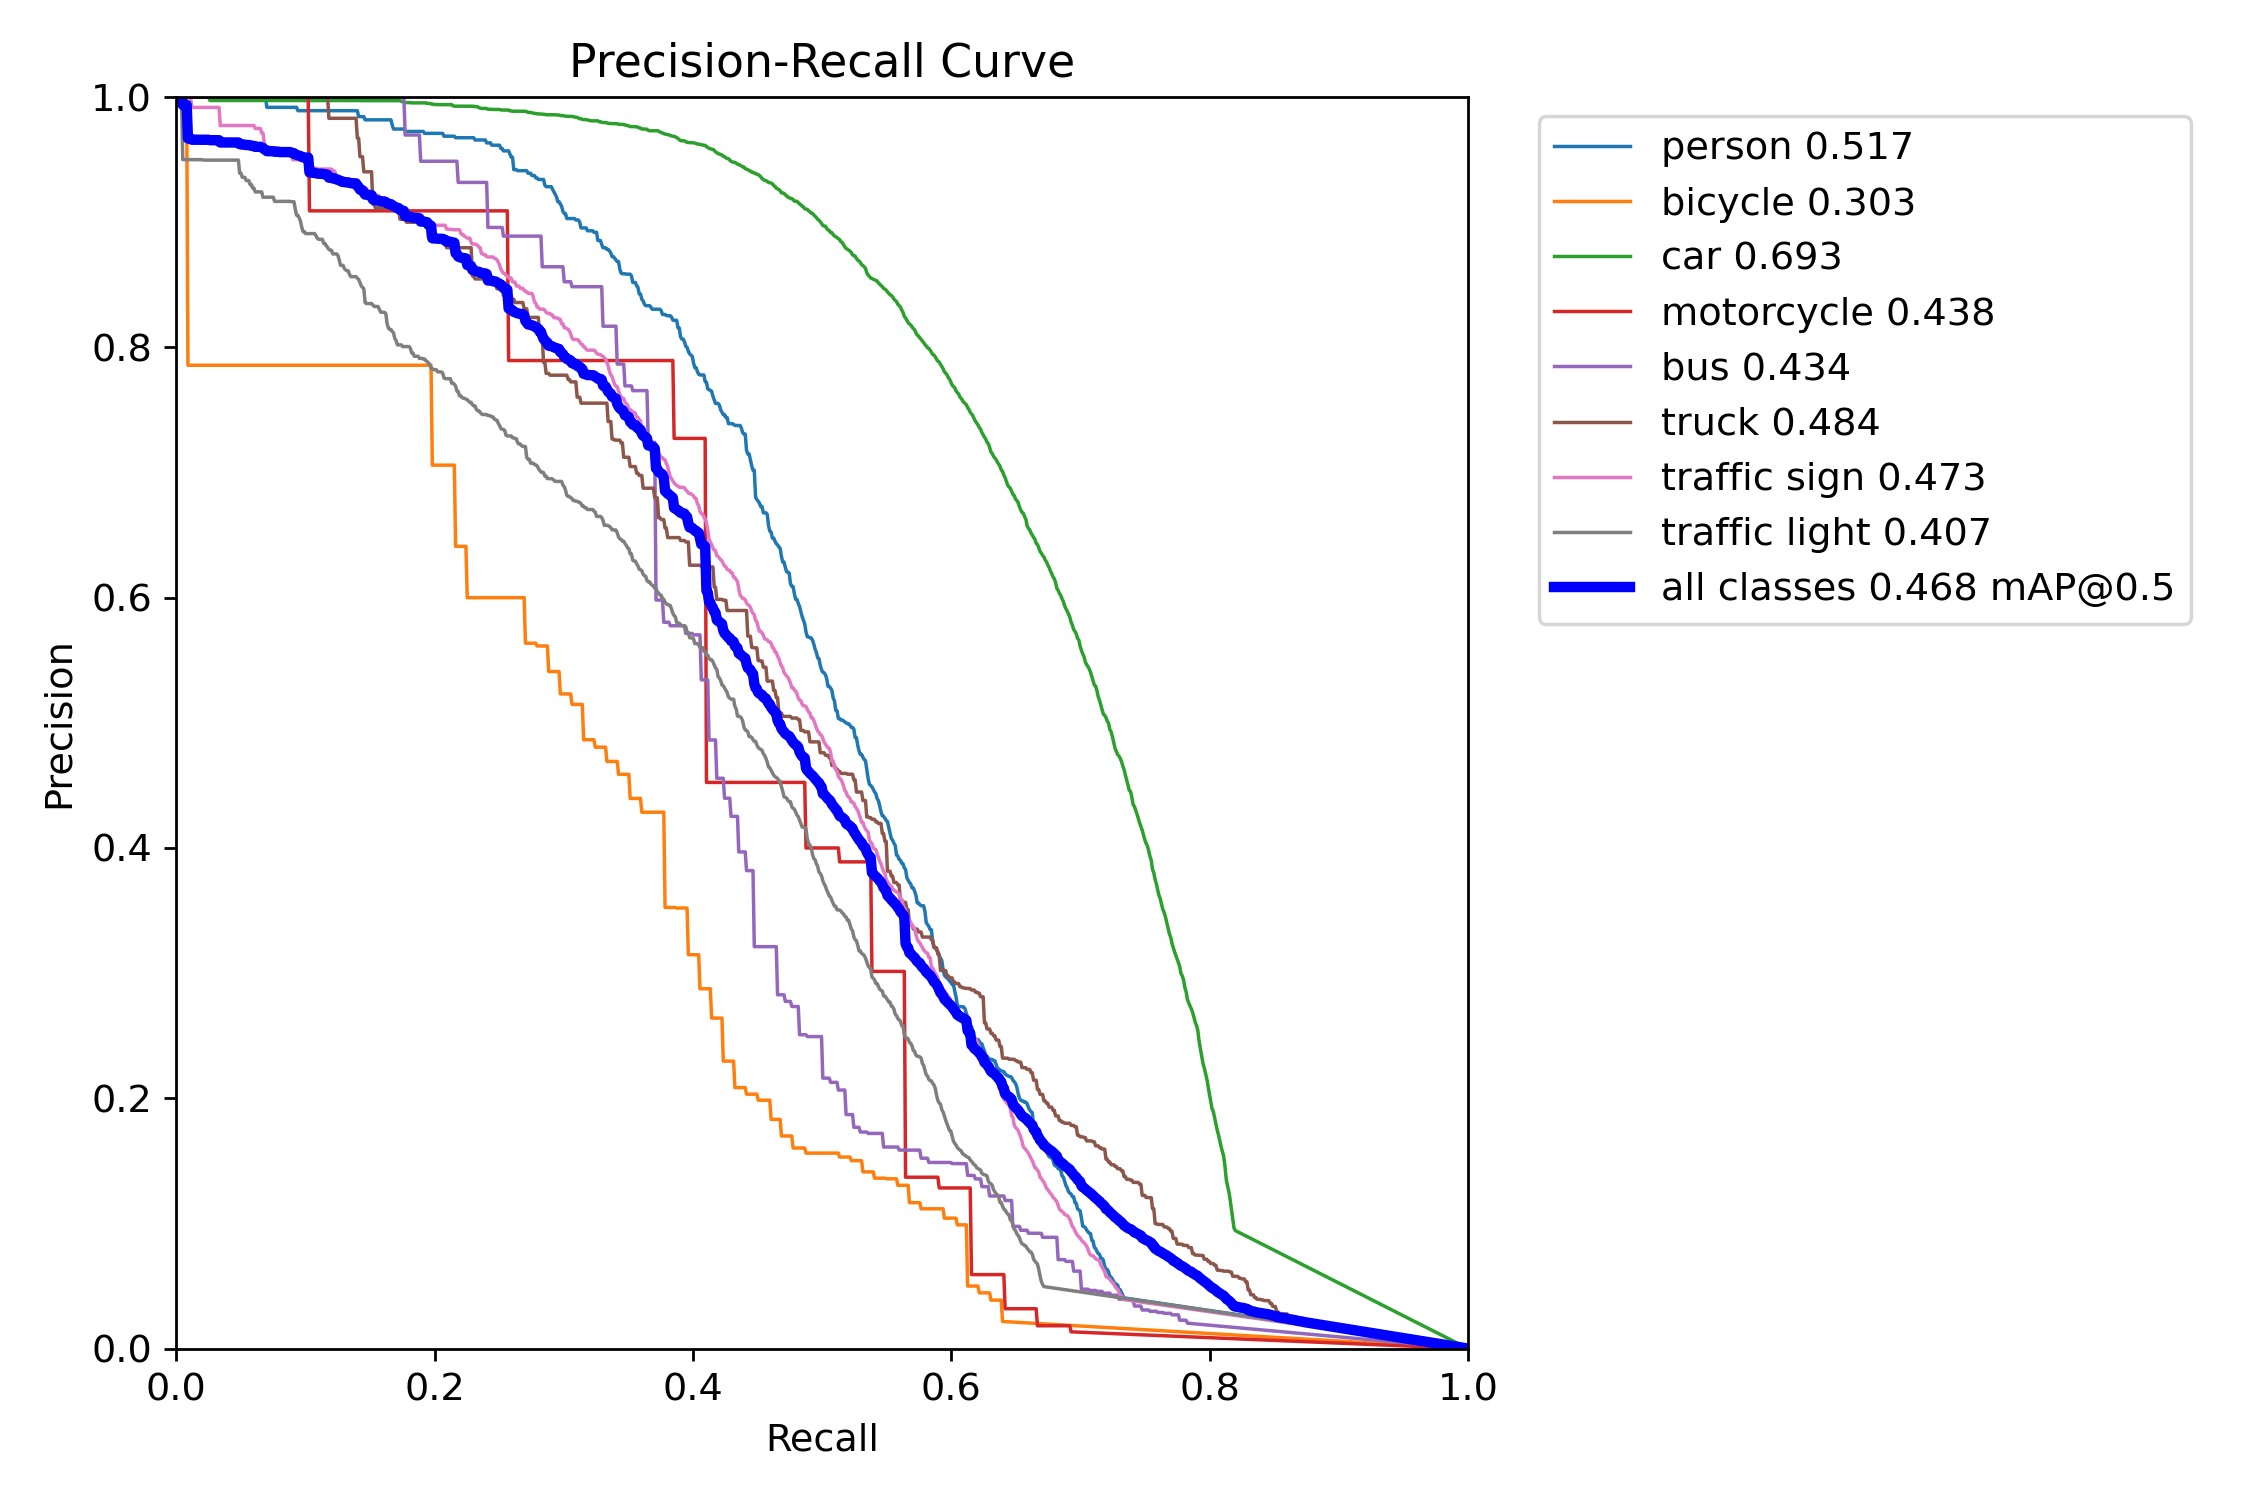 Precision-Recall Curve
1.0
0.8
0.6
0.4
0.2
0.0
Precision
0.0 0.2 0.4 0.6 0.8 1.0
Recall
person 0.517
bicycle 0.303
car 0.693
motorcycle 0.438
bus 0.434
truck 0.484
traffic sign 0.473
traffic light 0.407
all classes 0.468 mAP@0.5